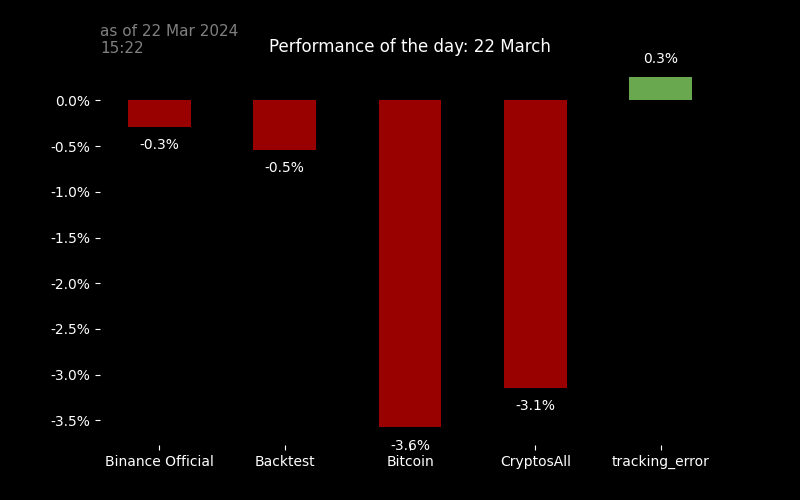 as of 22 Mar 2024
15:22
Performance of the day: 22 March
0.3%
0.0%
-0.3%
-0.5%
-0.5%
-1.0%
-1.5%
-2.0%
-2.5%
-3.0%
-3.1%
-3.5%
-3.6%
Binance Official
Backtest
Bitcoin
CryptosAll
tracking_error